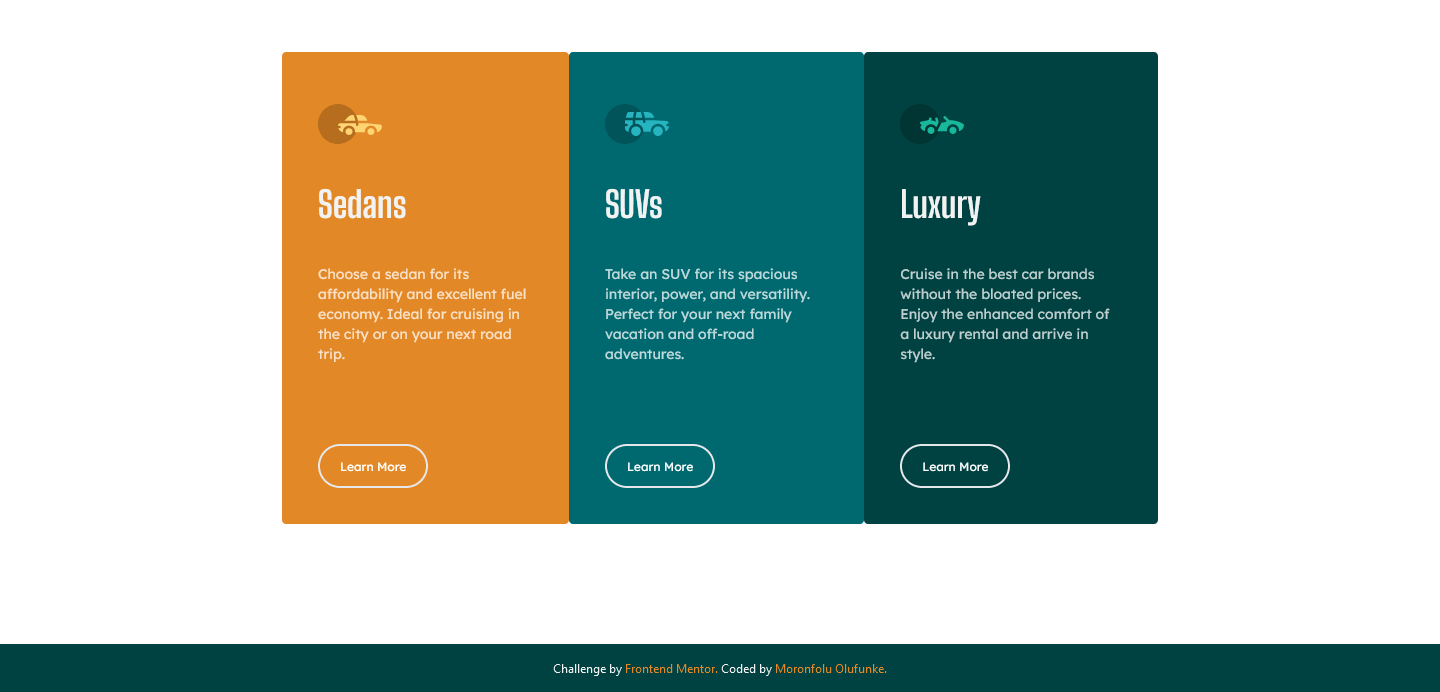 Sedans
Choose a sedan for its
affordability and excellent fuel
economy. Ideal for cruising in
the city or on your next road
trip.
Learn More
SUVs
Take an SUV for its spacious
interior, power, and versatility.
Perfect for your next family
vacation and off-road
adventures.
Learn More
Luxury
Cruise in the best car brands
without the bloated prices.
Enjoy the enhanced comfort of
a luxury rental and arrive in
style.
Learn More
Challenge by Frontend Mentor. Coded by Moronfolu Olufunke.